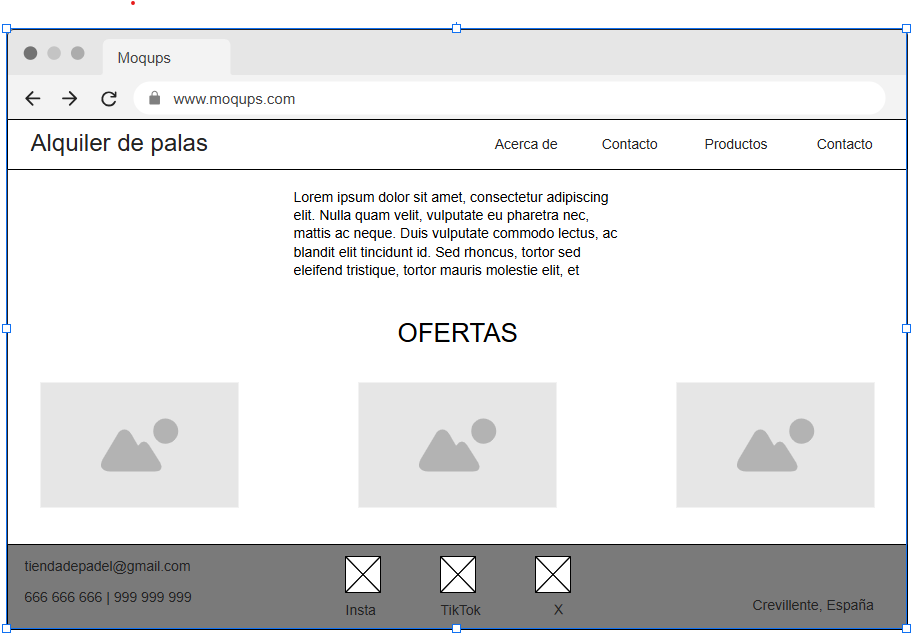 Moqups
www.moqups.com
Alquiler de palas
Acerca de
Contacto
Productos
Contacto
Lorem ipsum dolor sit amet, consectetur adipiscing
elit. Nulla quam velit, vulputate eu pharetra nec,
mattis ac neque. Duis vulputate commodo lectus, ac
blandit elit tincidunt id. Sed rhoncus, tortor sed
eleifend tristique, tortor mauris molestie elit, et
OFERTAS
tiendadepadel@gmail.com
666 666 666 | 999 999 999
Insta
TikTok
X
Crevillente, España